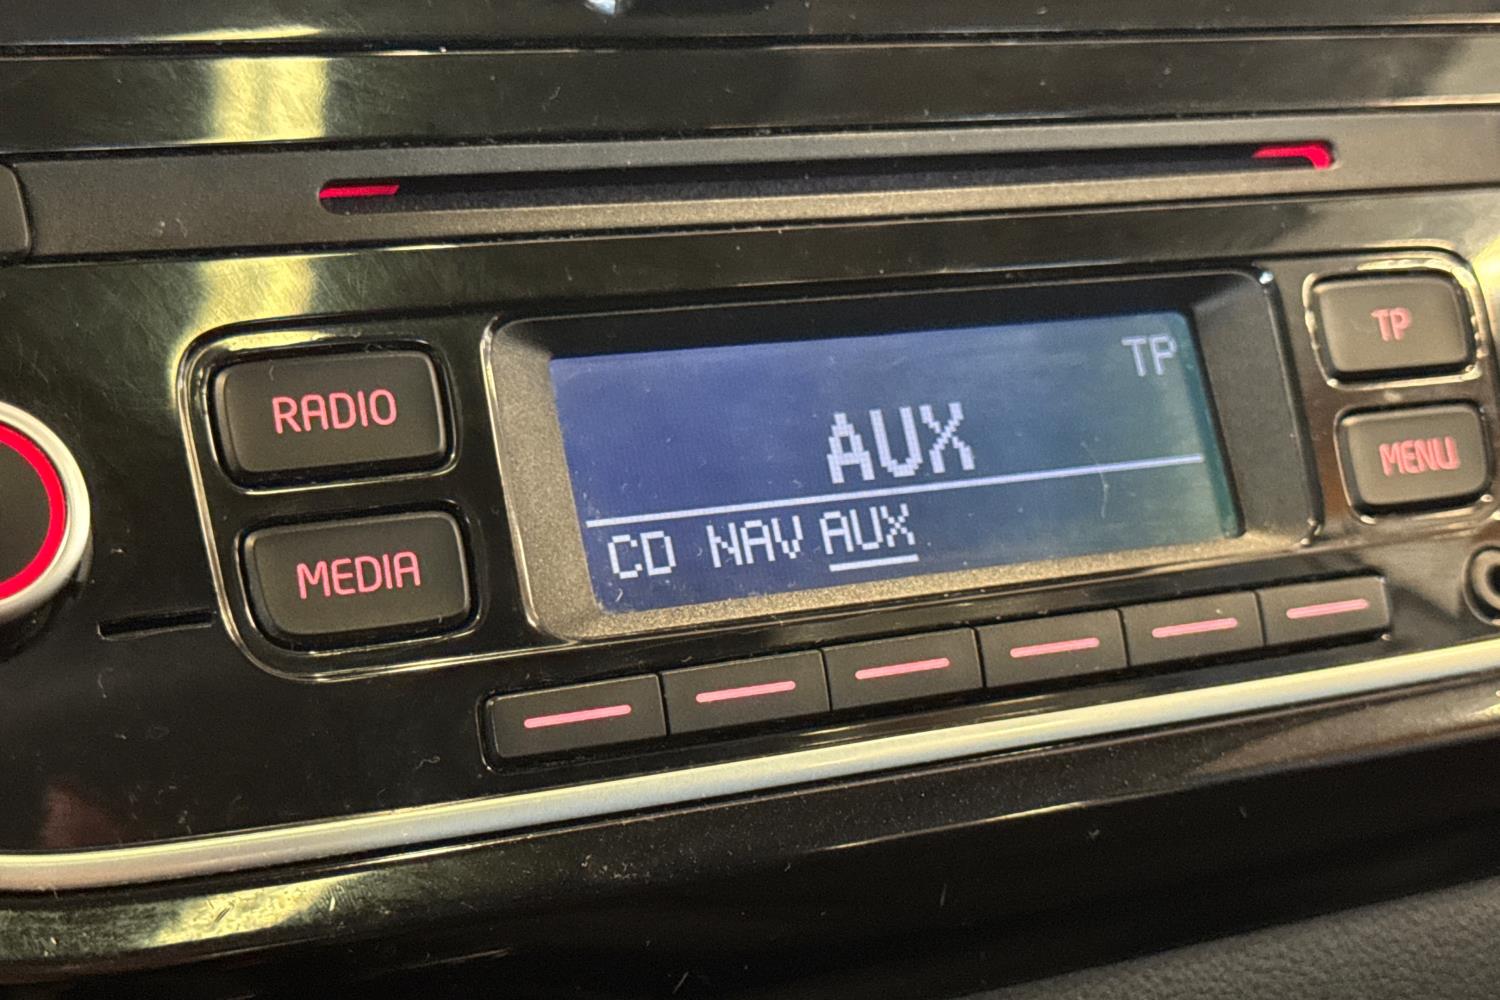 TP
TP
RADIO
AUX
MENU
MEDIA
CD NAV AUX